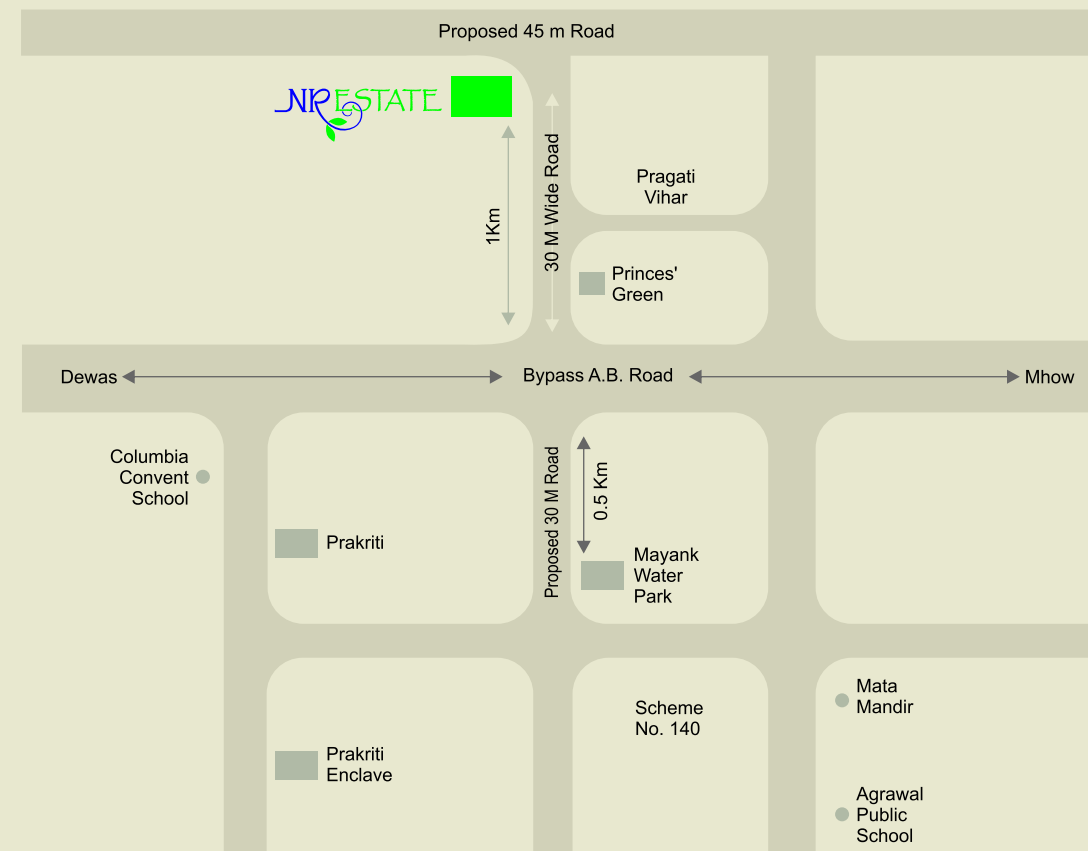 Proposed 45 m Road
NP ESTATE
30 M Wide Road
1Km
Pragati
Vihar
Princes'
Green
Dewas
Bypass A.B. Road
Mhow
Columbia
Convent
School
Proposed 30 M Road
0.5 Km
Prakriti
Mayank
Water
Park
Mata
Mandir
Scheme
No. 140
Prakriti
Enclave
Agrawal
Public
School